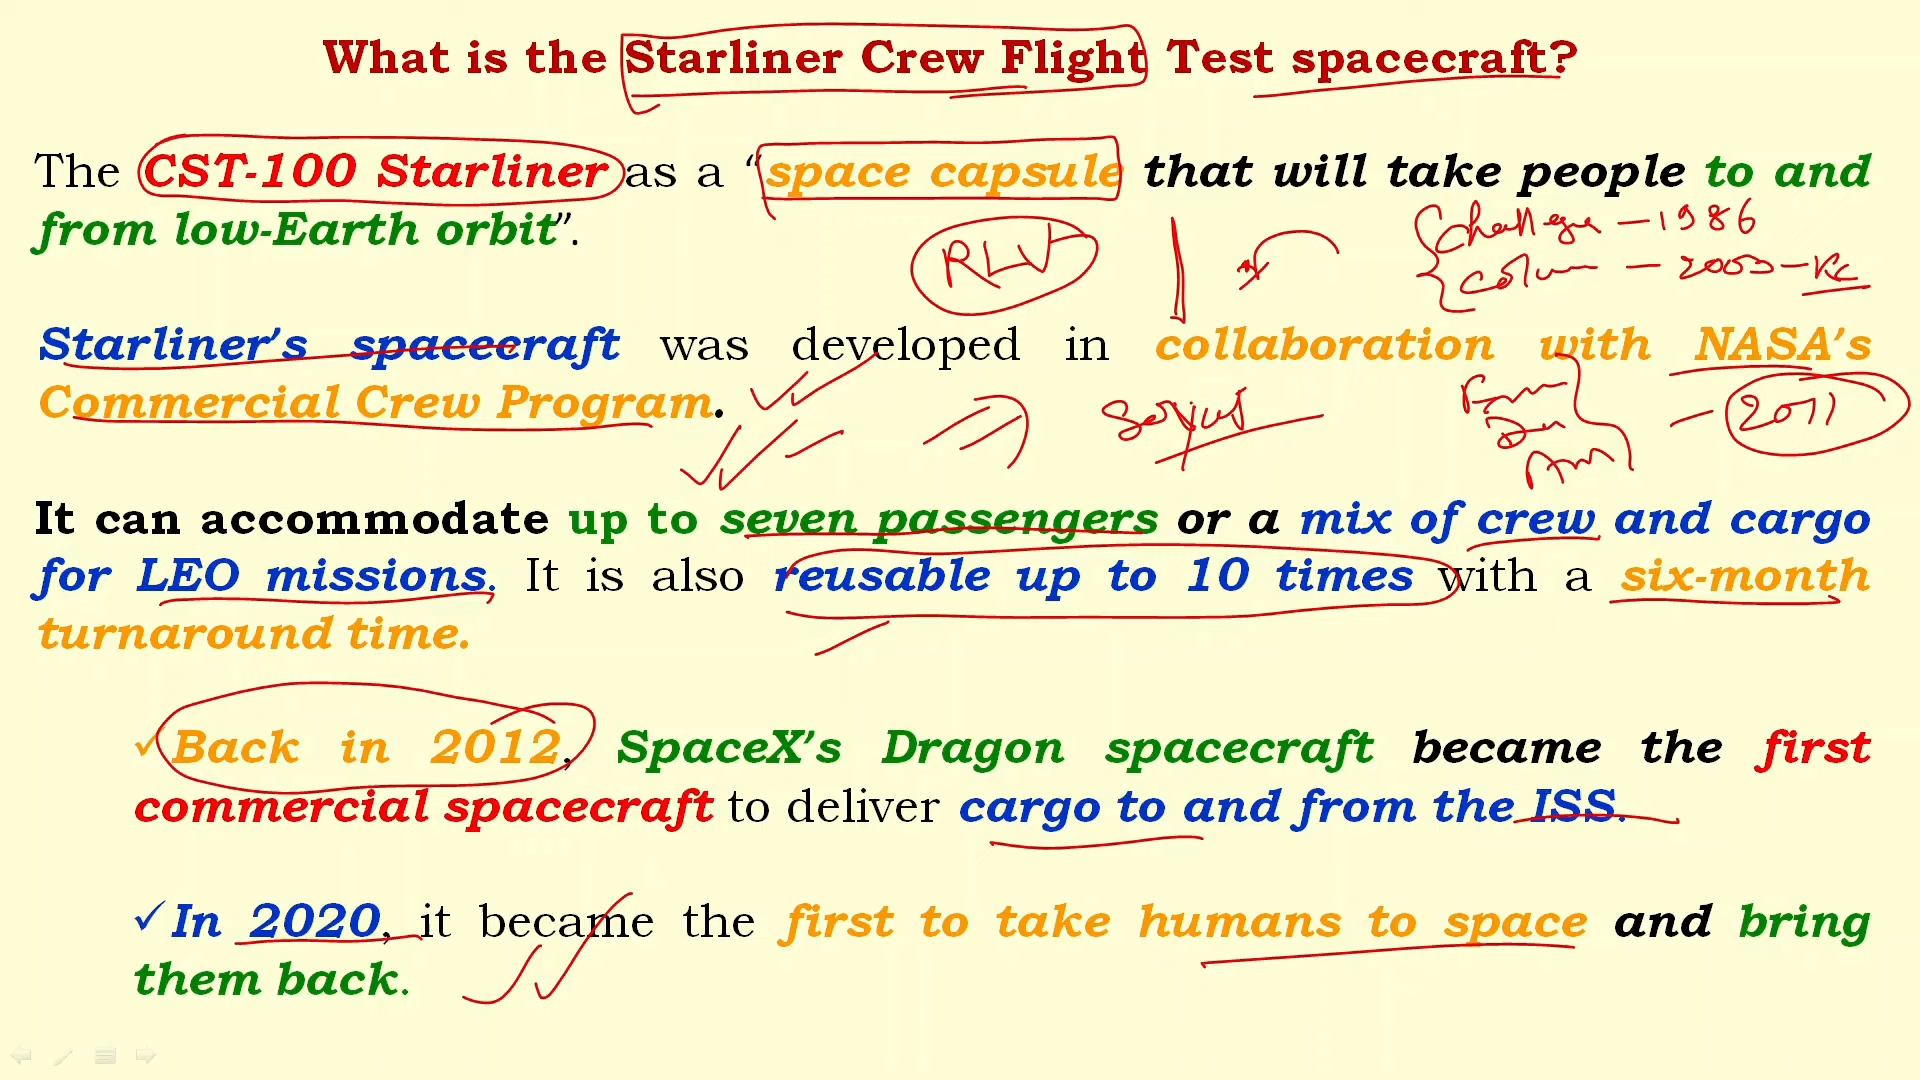 What is the Starliner Crew Flight Test spacecraft?
The CST-100 Starliner as a “space capsule that will take people to and
from low-Earth orbit”.
RLV
1986
2003 - KC
Starliner's spacecraft was developed in collaboration with NASA's
Commercial Crew Program.
2011
It can accommodate up to seven passengers or a mix of crew and cargo
for LEO missions. It is also reusable up to 10 times with a six-month
turnaround time.
✓Back in 2012, SpaceX's Dragon spacecraft became the first
commercial spacecraft to deliver cargo to and from the ISS.
✓In 2020, it became the first to take humans to space and bring
them back.